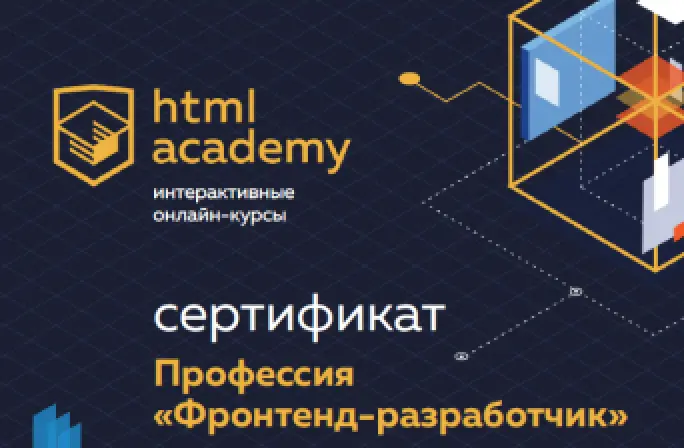 html
academy
интерактивные
онлайн-курсы
сертификат
Профессия
«Фронтенд-разработчик»